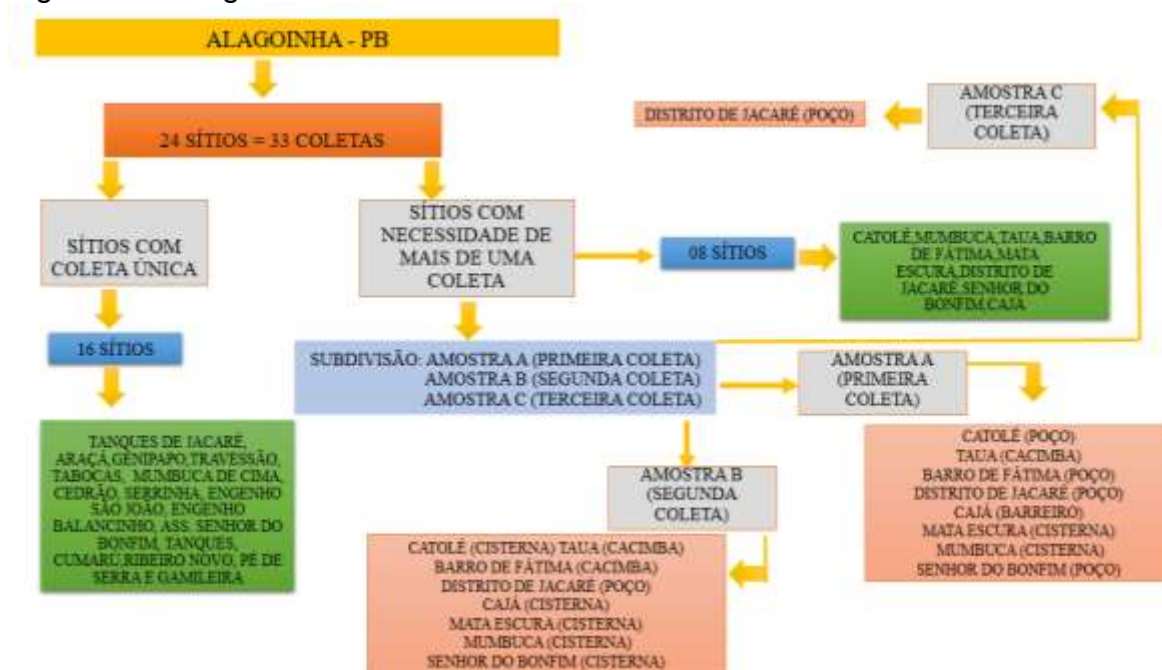 ALAGOINHA - PB
24 SÍTIOS = 33 COLETAS
SÍTIOS COM
COLETA ÚNICA
16 SÍTIOS
TANQUES DE JACARÉ,
ARAÇÁ,GENIPAPO,TRAVESSÃO,
TABOCAS, MUMBUCA DE CIMA,
CEDRÃO, SERRINHA, ENGENHO
SÃO JOÃO, ENGENHO
BALANCINHO, ASS. SENHOR DO
BONFIM, TANQUES,
CUMARU,RIBEIRO NOVO, PÉ DE
SERRA E GAMILEIRA
SÍTIOS COM
NECESSIDADE DE
MAIS DE UMA
COLETA
08 SÍTIOS
CATOLÉ,MUMBUCA,TAUA,BARRO
DE FÁTIMA,MATA
ESCURA,DISTRITO DE
JACARÉ,SENHOR DO
BONFIM,CAJÁ
SUBDIVISÃO: AMOSTRA A (PRIMEIRA COLETA)
AMOSTRA B (SEGUNDA COLETA)
AMOSTRA C (TERCEIRA COLETA)
AMOSTRA A
(PRIMEIRA
COLETA)
CATOLÉ (POÇO)
TAUA (CACIMBA)
BARRO DE FÁTIMA (POÇO)
DISTRITO DE JACARÉ (POÇO)
CAJÁ (BARREIRO)
MATA ESCURA (CISTERNA)
MUMBUCA (CISTERNA)
SENHOR DO BONFIM (POÇO)
AMOSTRA B
(SEGUNDA
COLETA)
CATOLÉ (CISTERNA) TAUA (CACIMBA)
BARRO DE FÁTIMA (CACIMBA)
DISTRITO DE JACARÉ (POÇO)
CAJÁ (CISTERNA)
MATA ESCURA (CISTERNA)
MUMBUCA (CISTERNA)
SENHOR DO BONFIM (CISTERNA)
AMOSTRA C
(TERCEIRA
COLETA)
DISTRITO DE JACARÉ (POÇO)